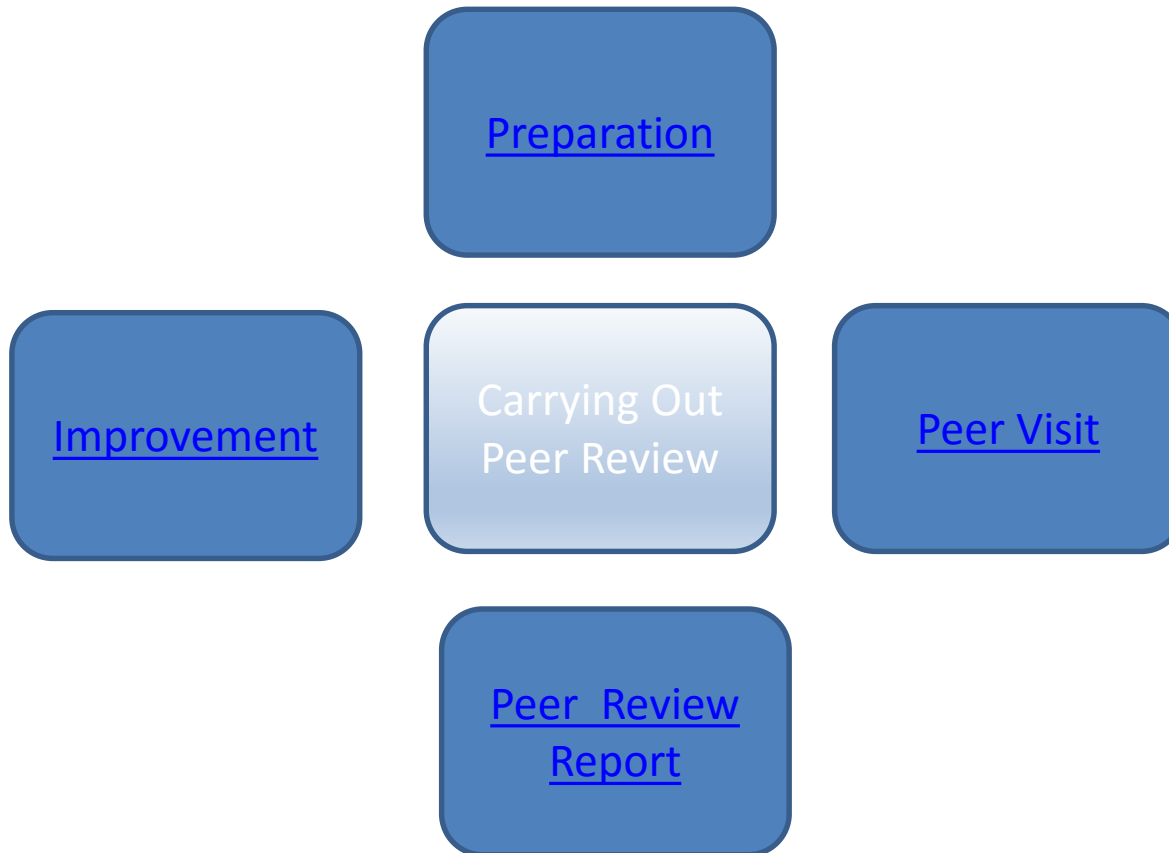 Preparation
Improvement
Carrying Out
Peer Review
Peer Visit
Peer  Review
Report